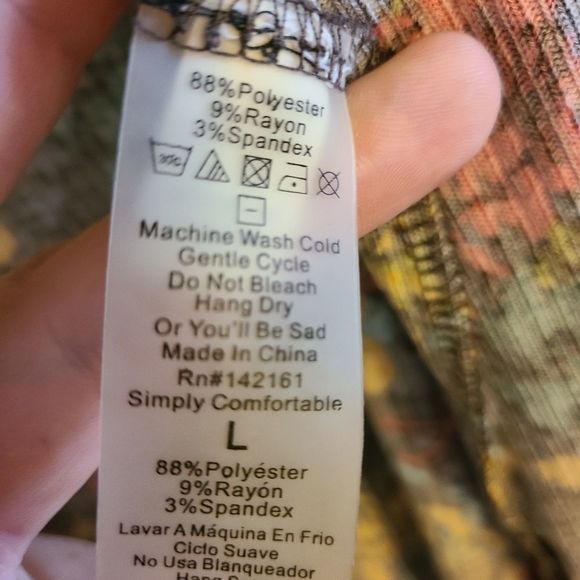 88%Polyester
9%Rayon
3%Spandex
30c
Machine Wash Cold
Gentle Cycle
Do Not Bleach
Hang Dry
Or You'll Be Sad
Made In China
Rn#142161
Simply Comfortable
L
88%Polyéster
9%Rayón
3%Spandex
Lavar A Máquina En Frio
Ciclo Suave
No Usa Blanqueador